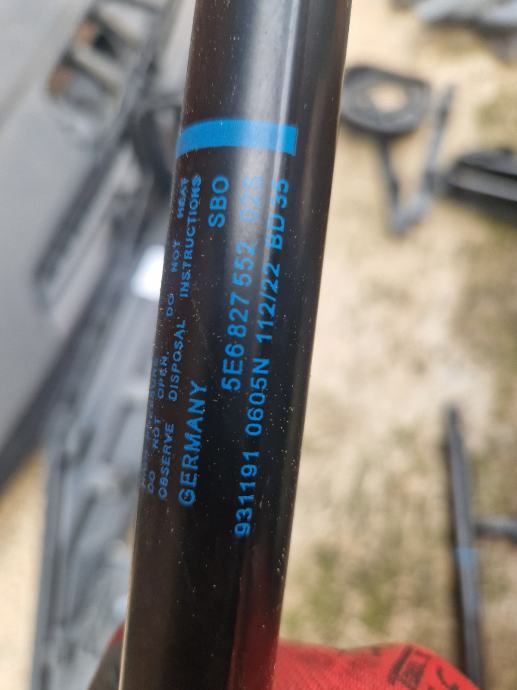 DO NOT OPEN. DO NOT HEAT
OBSERVE DISPOSAL INSTRUCTIONS
GERMANY SBO
5E6 827 552
931191 0605N 112/22 BD 35